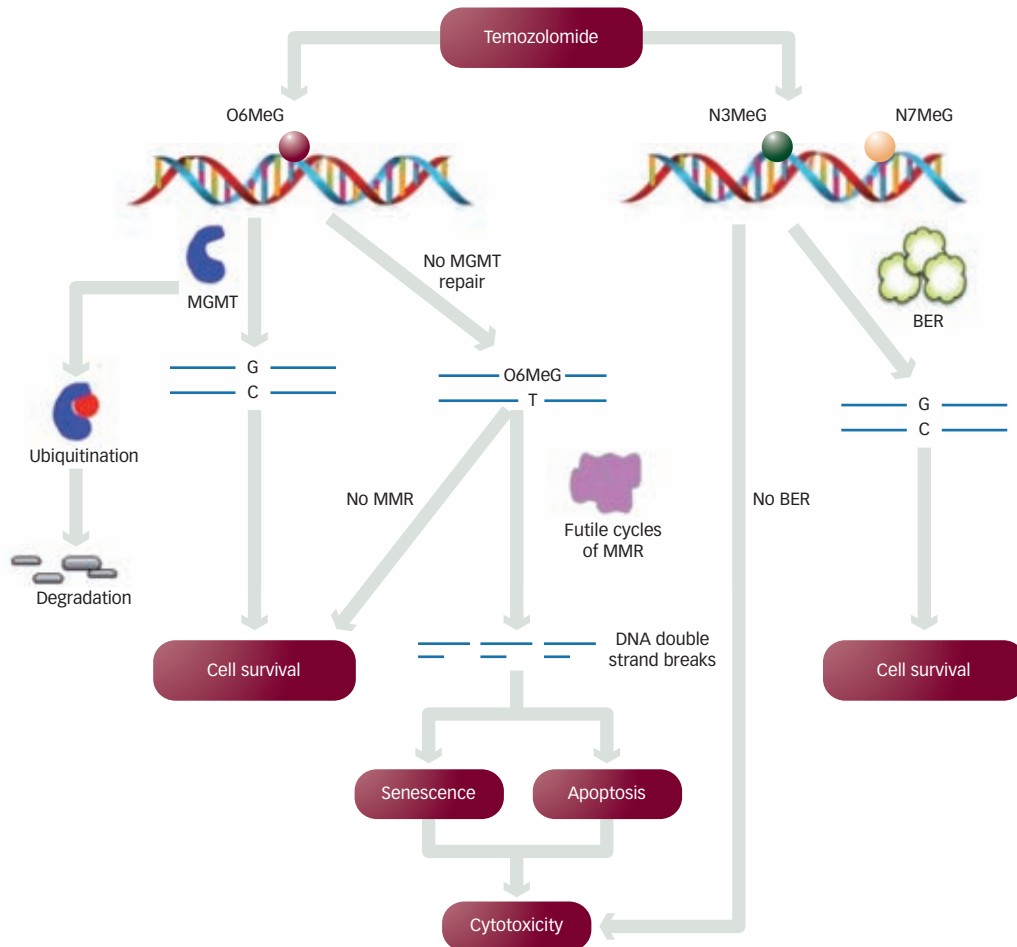 Temozolomide
O6MeG
N3MeG
N7MeG
No MGMT
repair
MGMT
BER
G
C
O6MeG
T
G
C
Ubiquitination
No MMR
Futile cycles
of MMR
No BER
Degradation
DNA double
strand breaks
Cell survival
Cell survival
Senescence
Apoptosis
Cytotoxicity